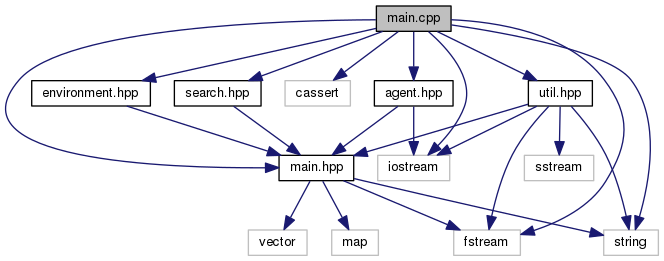 main.cpp
environment.hpp
search.hpp
cassert
agent.hpp
util.hpp
main.hpp
iostream
sstream
vector
map
fstream
string